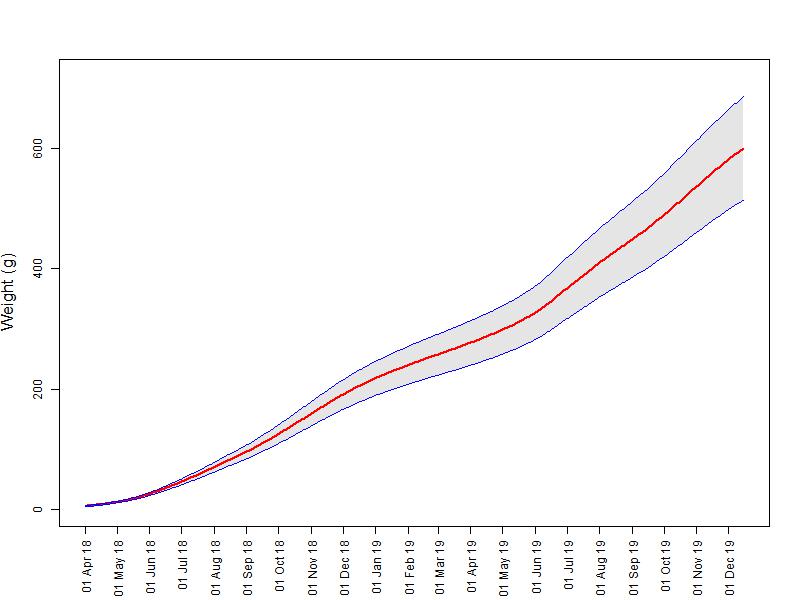 Weight (g)
600
400
200
0
01 Apr 18
01 May 18
01 Jun 18
01 Jul 18
01 Aug 18
01 Sep 18
01 Oct 18
01 Nov 18
01 Dec 18
01 Jan 19
01 Feb 19
01 Mar 19
01 Apr 19
01 May 19
01 Jun 19
01 Jul 19
01 Aug 19
01 Sep 19
01 Oct 19
01 Nov 19
01 Dec 19